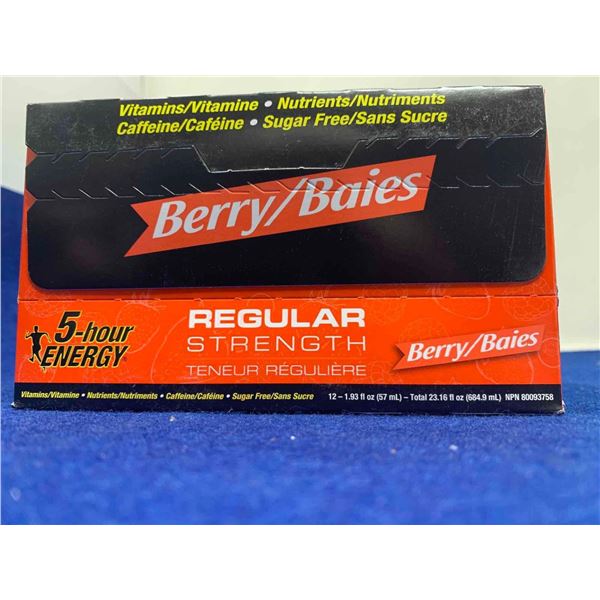 Vitamins/Vitamine • Nutrients/Nutriments
Caffeine/Caféine • Sugar Free/Sans Sucre
Berry/Baies
5-hour
ENERGY
REGULAR
STRENGTH
TENEUR RÉGULIÈRE
Berry/Baies
Vitamins/Vitamine • Nutrients/Nutriments • Caffeine/Caféine • Sugar Free/Sans Sucre
12 – 1.93 fl oz (57 mL) – Total 23.16 fl oz (684.9 mL) NPN 80093758